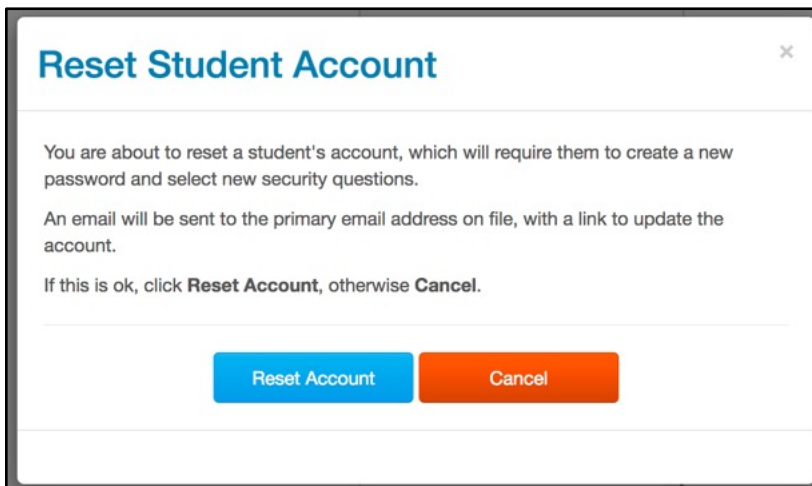 Reset Student Account
×
You are about to reset a student's account, which will require them to create a new
password and select new security questions.
An email will be sent to the primary email address on file, with a link to update the
account.
If this is ok, click Reset Account, otherwise Cancel.
Reset Account
Cancel